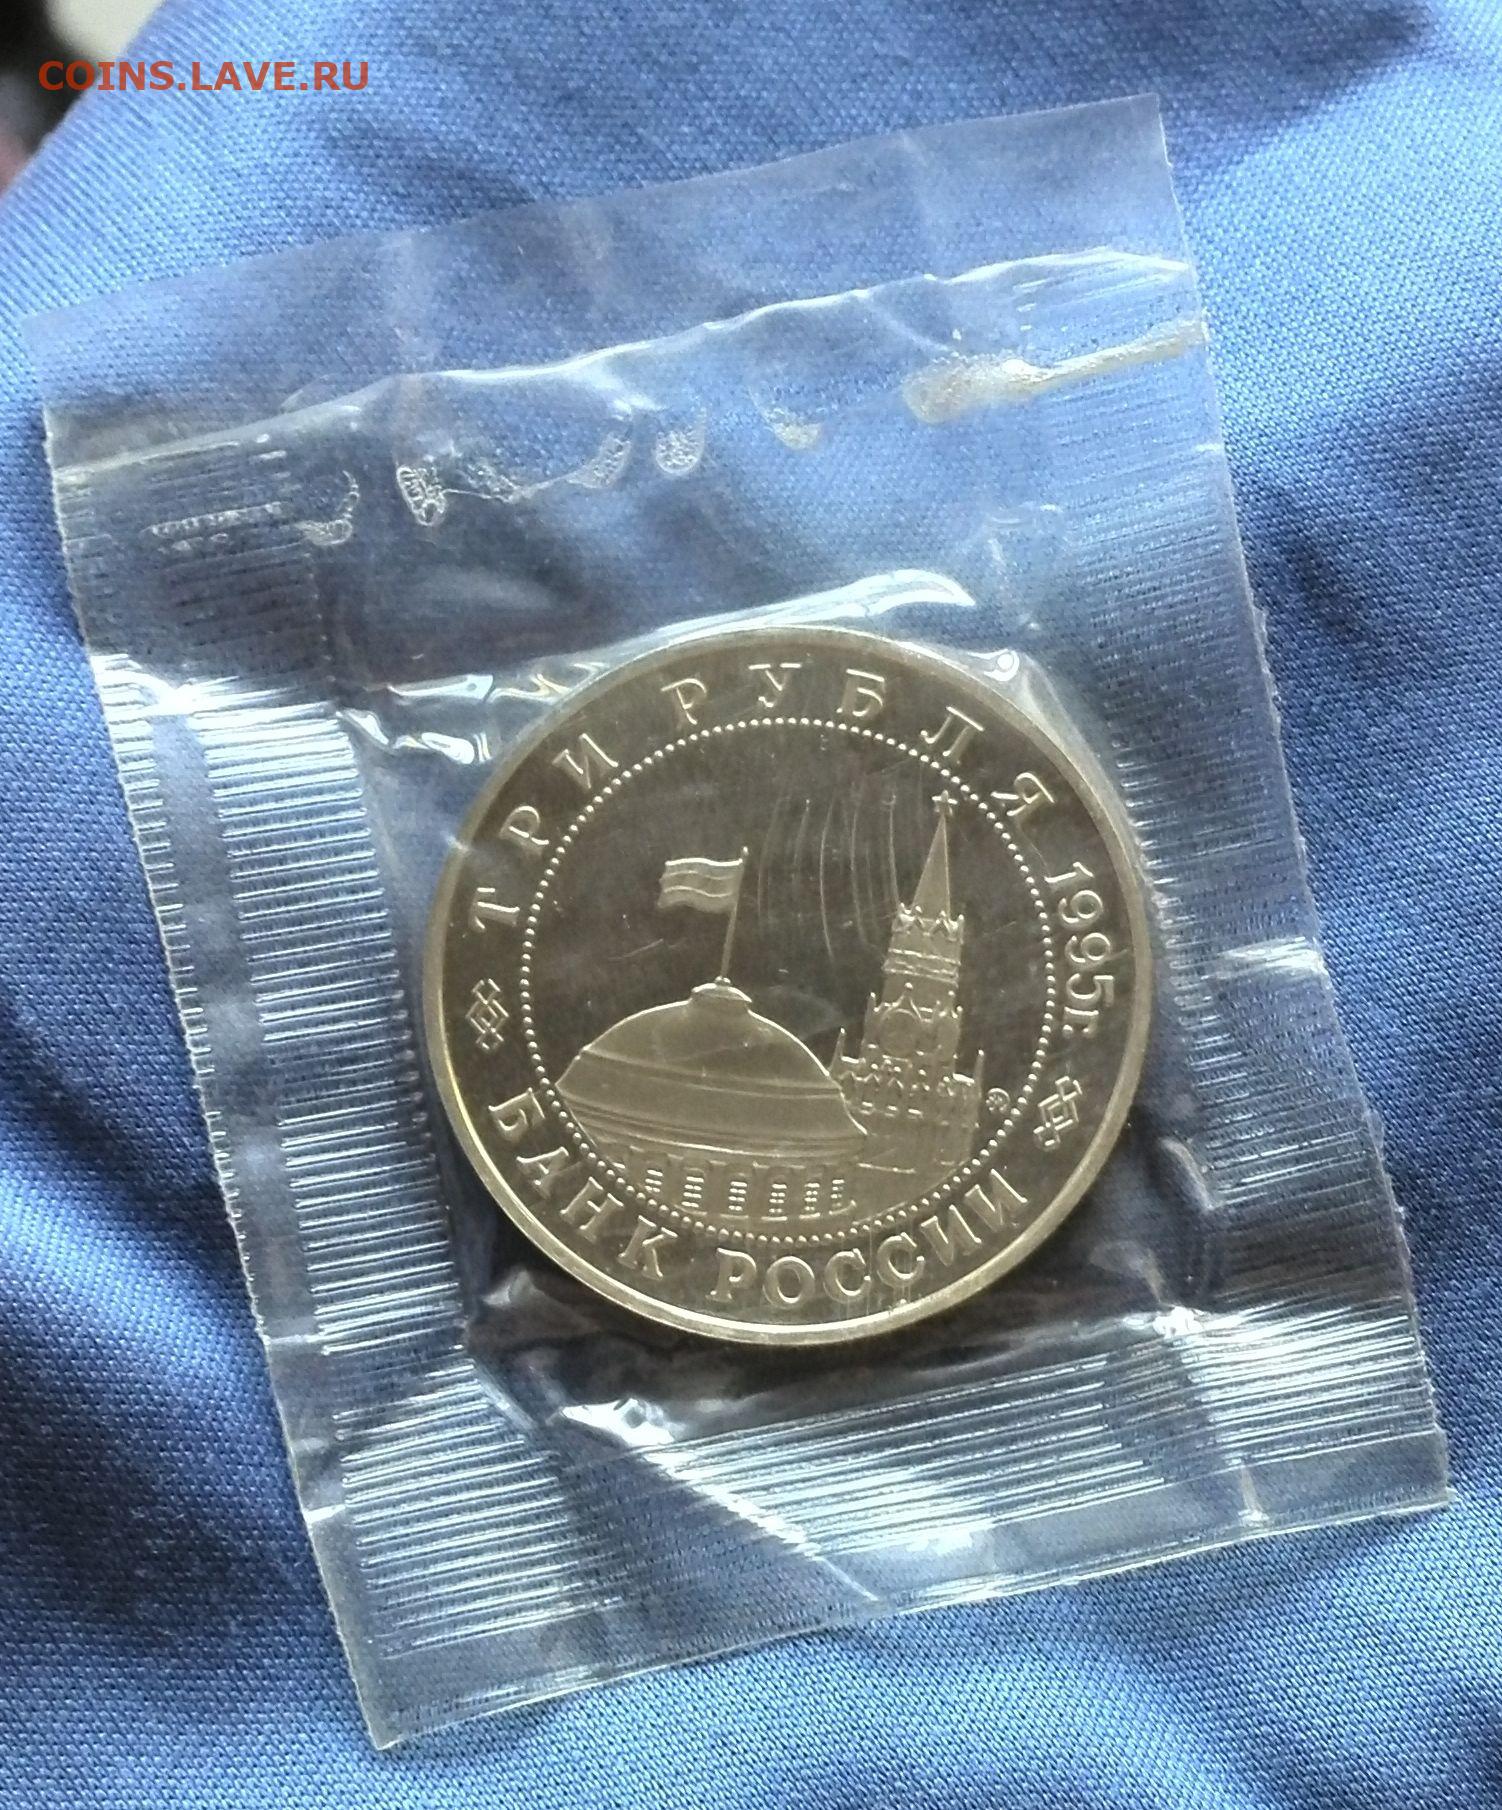 COINS.LAVE.RU
ТРИ РУБЛЯ 1995г.
БАНК РОССИИ